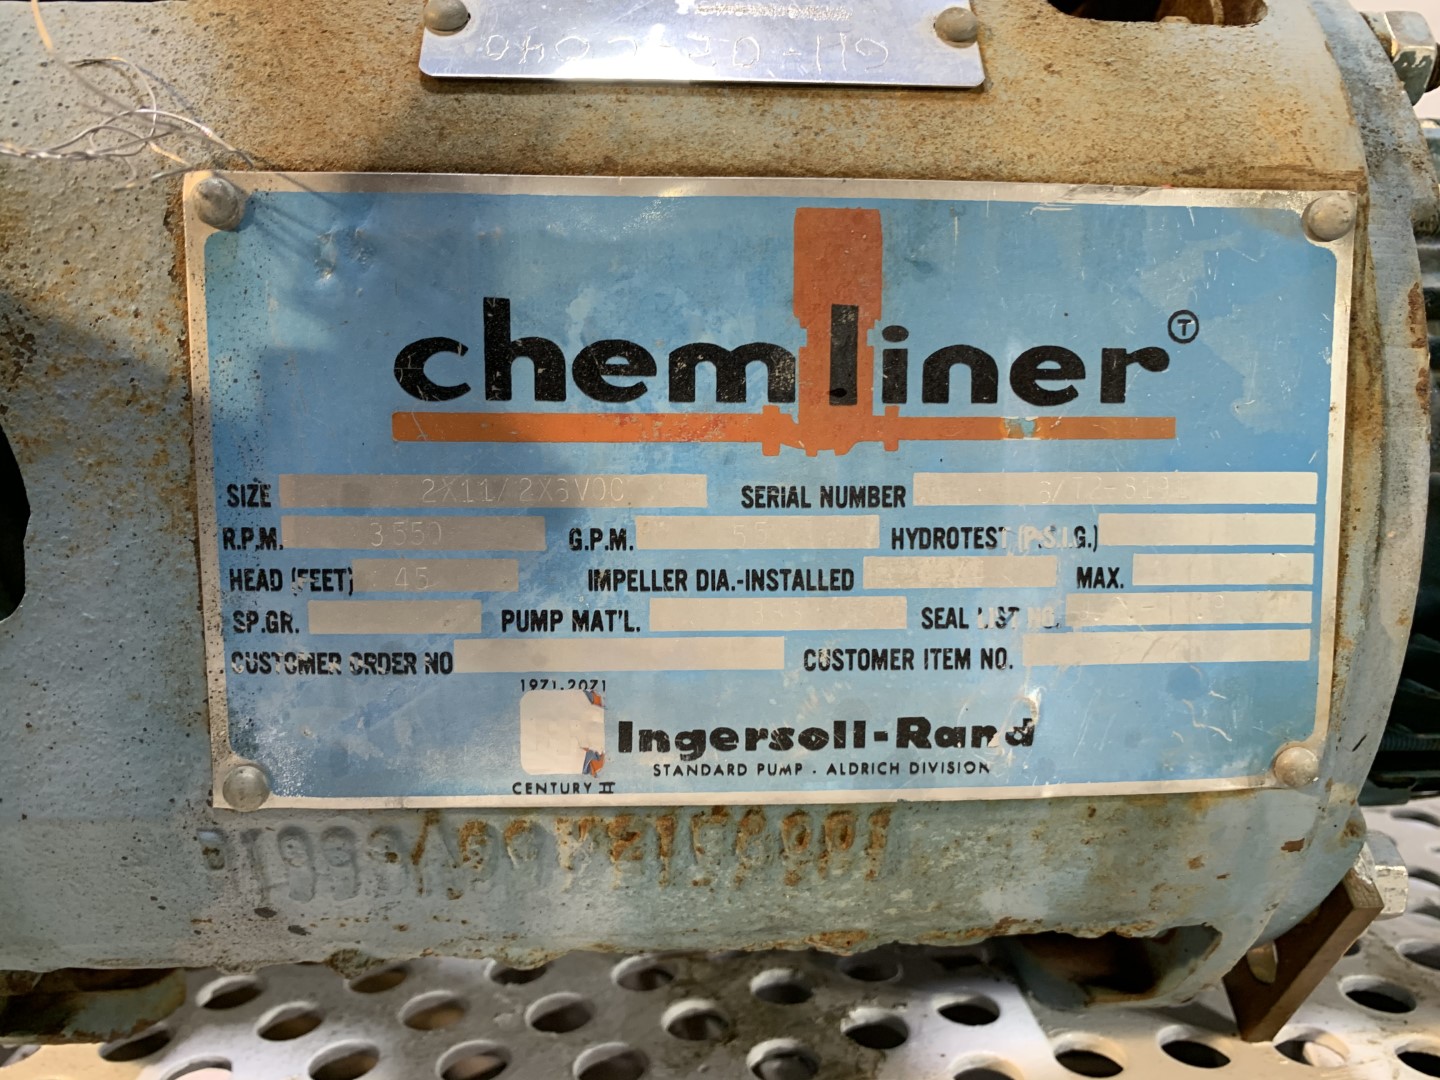 chemliner T
SIZE 2X11/2X6VOC SERIAL NUMBER
R.P.M. 3550 G.P.M. 55 HYDROTEST (P.S.I.G.)
HEAD (FEET) 45 IMPELLER DIA.-INSTALLED MAX.
SP.GR. PUMP MAT'L. SEAL LIST NO.
CUSTOMER ORDER NO CUSTOMER ITEM NO.
1971.2071
Ingersoll-Rand
STANDARD PUMP . ALDRICH DIVISION
CENTURY II